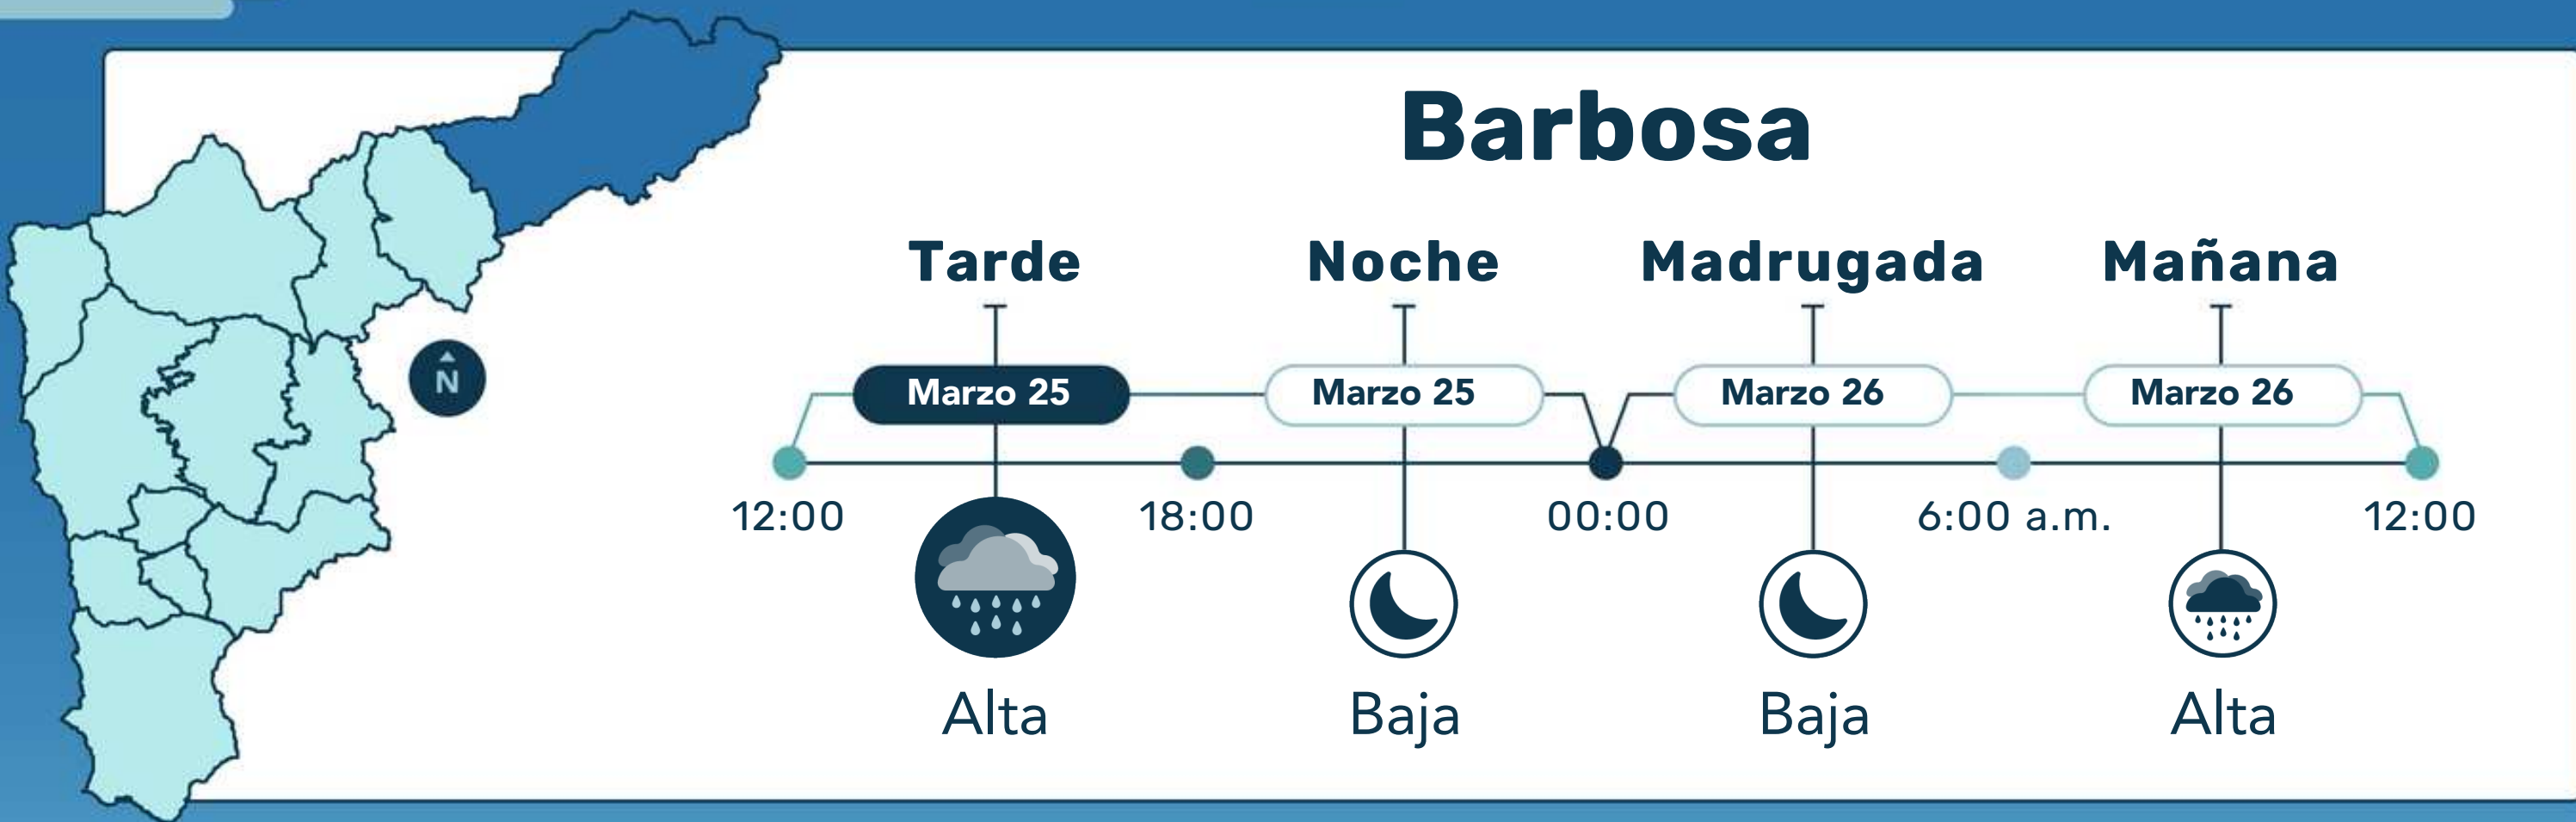 Barbosa
Tarde Noche Madrugada Mañana
Marzo 25 Marzo 25 Marzo 26 Marzo 26
N
12:00 18:00 00:00 6:00 a.m. 12:00
Alta Baja Baja Alta